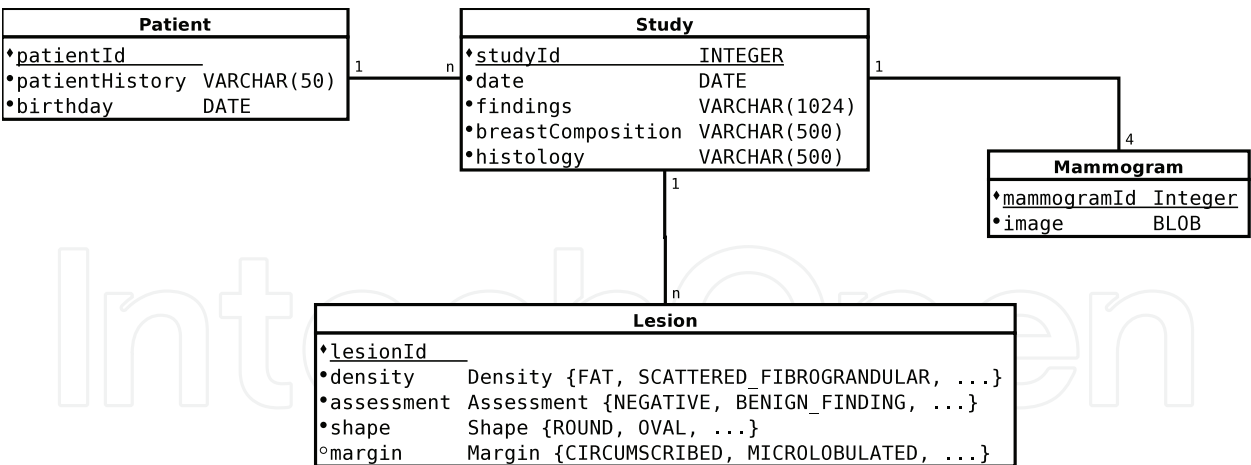 Patient
patientId
patientHistory VARCHAR(50)
birthday DATE
1
n
Study
studyId INTEGER
date DATE
findings VARCHAR(1024)
breastComposition VARCHAR(500)
histology VARCHAR(500)
1
4
Mammogram
mammogramId Integer
image BLOB
1
n
Lesion
lesionId
density Density {FAT, SCATTERED_FIBROGRANDULAR, ...}
assessment Assessment {NEGATIVE, BENIGN_FINDING, ...}
shape Shape {ROUND, OVAL, ...}
margin Margin {CIRCUMSCRIBED, MICROLOBULATED, ...}
IntechOpen